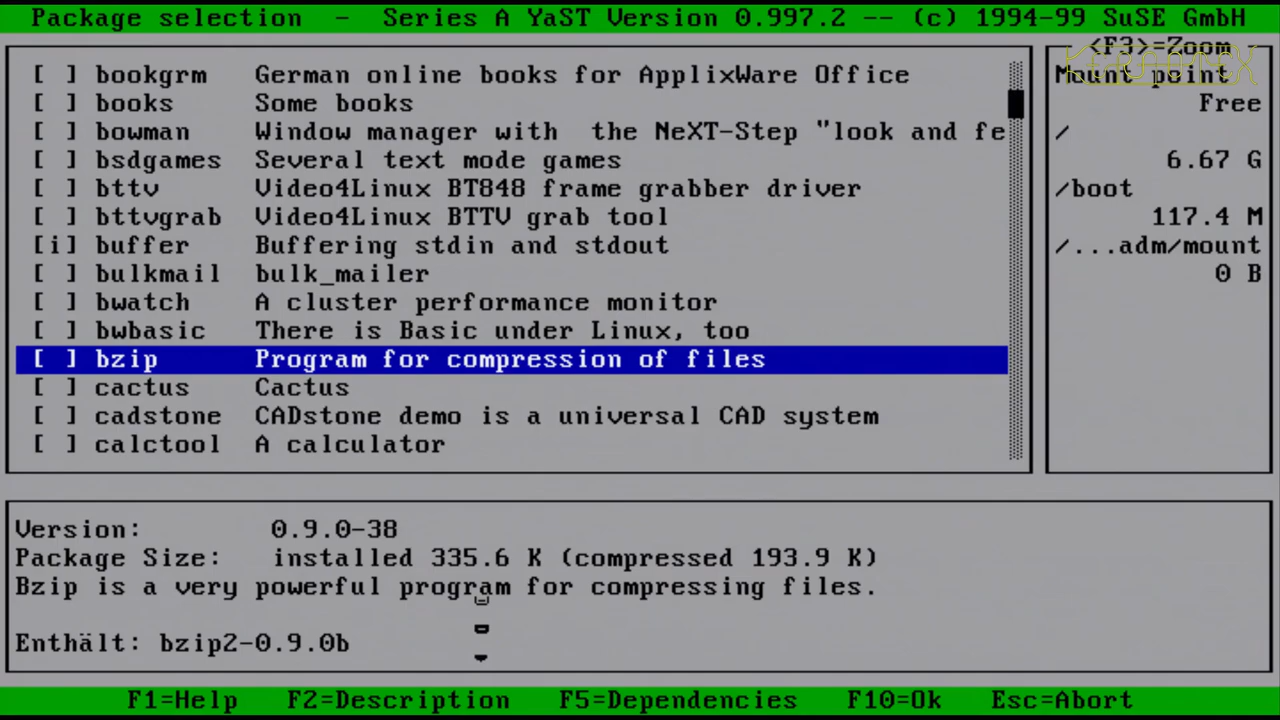 Package selection - Series A YaST Version 0.997.2 -- (c) 1994-99 SuSE GmbH
<F3>=Zoom
[ ] bookgrm German online books for ApplixWare Office
[ ] books Some books
[ ] bowman Window manager with the NeXT-Step "look and fe
[ ] bsdgames Several text mode games
[ ] bttv Video4Linux BT848 frame grabber driver
[ ] bttvgrab Video4Linux BTTV grab tool
[i] buffer Buffering stdin and stdout
[ ] bulkmail bulk_mailer
[ ] bwatch A cluster performance monitor
[ ] bwbasic There is Basic under Linux, too
[ ] bzip Program for compression of files
[ ] cactus Cactus
[ ] cadstone CADstone demo is a universal CAD system
[ ] calctool A calculator
Mount point
Free
/
6.67 G
/boot
117.4 M
/...adm/mount
0 B
Version: 0.9.0-38
Package Size: installed 335.6 K (compressed 193.9 K)
Bzip is a very powerful program for compressing files.
Enthält: bzip2-0.9.0b
F1=Help F2=Description F5=Dependencies F10=Ok Esc=Abort